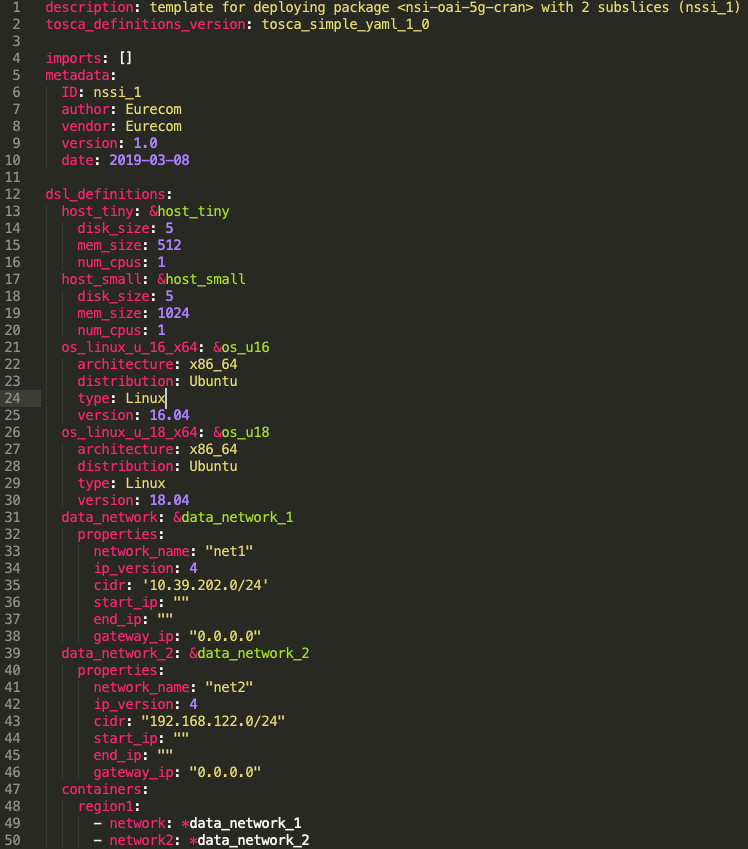 1 description: template for deploying package <nsi-oai-5g-cran> with 2 subslices (nssi_1)
2 tosca_definitions_version: tosca_simple_yaml_1_0
3
4 imports: []
5 metadata:
6   ID: nssi_1
7   author: Eurecom
8   vendor: Eurecom
9   version: 1.0
10   date: 2019-03-08
11
12 dsl_definitions:
13   host_tiny: &host_tiny
14     disk_size: 5
15     mem_size: 512
16     num_cpus: 1
17   host_small: &host_small
18     disk_size: 5
19     mem_size: 1024
20     num_cpus: 1
21   os_linux_u_16_x64: &os_u16
22     architecture: x86_64
23     distribution: Ubuntu
24     type: Linux
25     version: 16.04
26   os_linux_u_18_x64: &os_u18
27     architecture: x86_64
28     distribution: Ubuntu
29     type: Linux
30     version: 18.04
31   data_network: &data_network_1
32     properties:
33       network_name: "net1"
34       ip_version: 4
35       cidr: '10.39.202.0/24'
36       start_ip: ""
37       end_ip: ""
38       gateway_ip: "0.0.0.0"
39   data_network_2: &data_network_2
40     properties:
41       network_name: "net2"
42       ip_version: 4
43       cidr: "192.168.122.0/24"
44       start_ip: ""
45       end_ip: ""
46       gateway_ip: "0.0.0.0"
47   containers:
48     region1:
49       - network: *data_network_1
50       - network2: *data_network_2